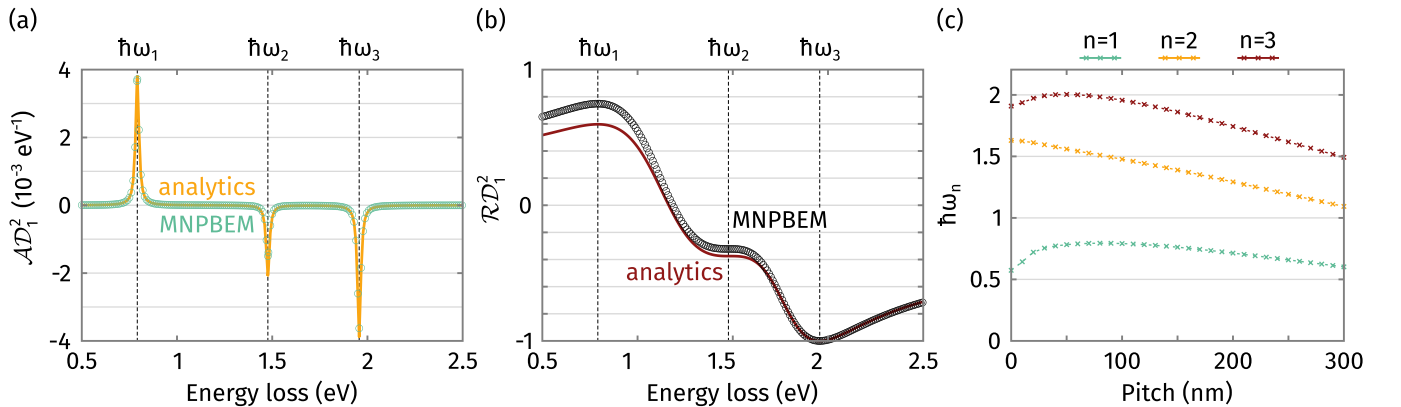 (a)
ħω1 ħω2 ħω3
4
2
0
-2
-4
𝒜𝒟₁² (10⁻³ eV⁻¹)
analytics
MNPBEM
0.5 1 1.5 2 2.5
Energy loss (eV)
(b)
ħω1 ħω2 ħω3
1
0
-1
ℛ𝒟₁²
MNPBEM
analytics
0.5 1 1.5 2 2.5
Energy loss (eV)
(c)
n=1 n=2 n=3
2
1.5
1
0.5
0
ħωn
0 100 200 300
Pitch (nm)